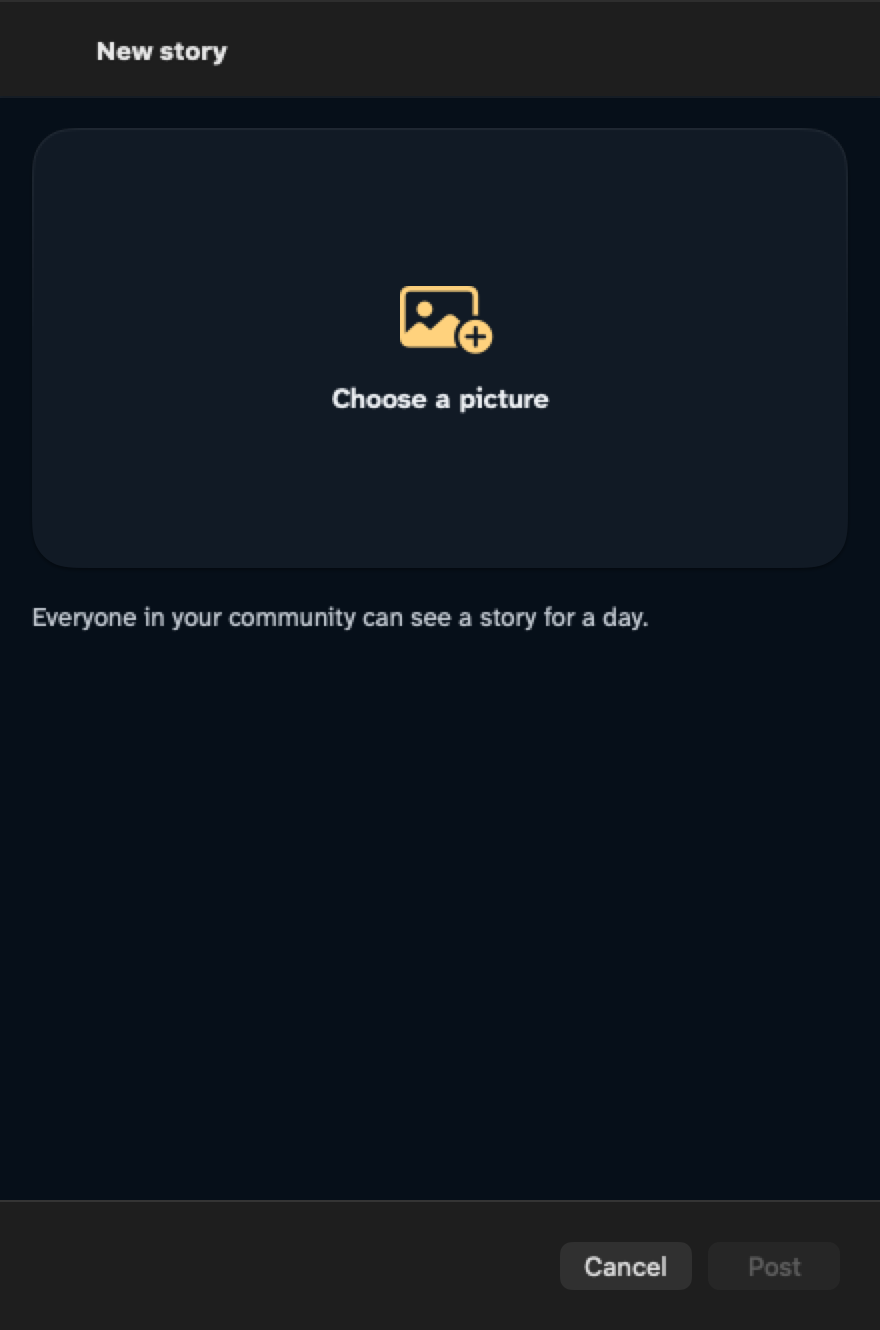 New story
Choose a picture
Everyone in your community can see a story for a day.
Cancel
Post